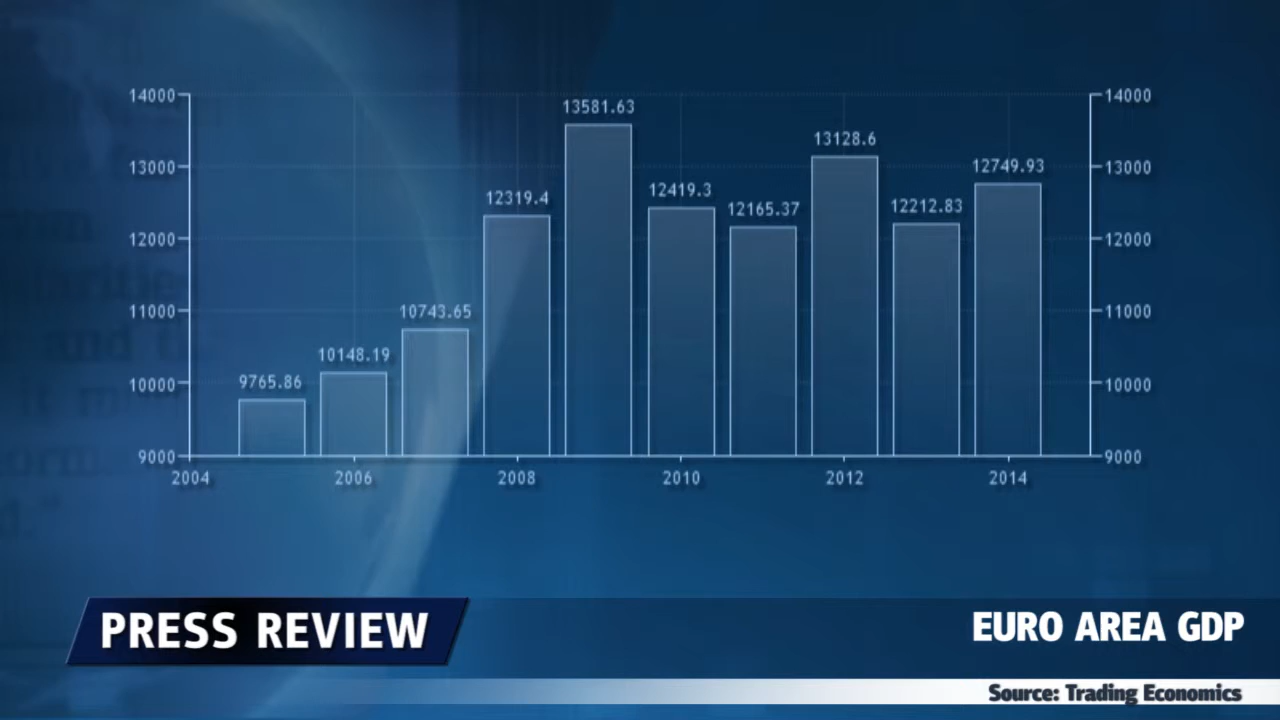 13581.63
14000 14000
13128.6
13000 12749.93 13000
12319.4 12419.3 12165.37 12212.83
12000 12000
11000 10743.65 11000
10148.19
9765.86
10000 10000
9000 9000
2004 2006 2008 2010 2012 2014
PRESS REVIEW
EURO AREA GDP
Source: Trading Economics